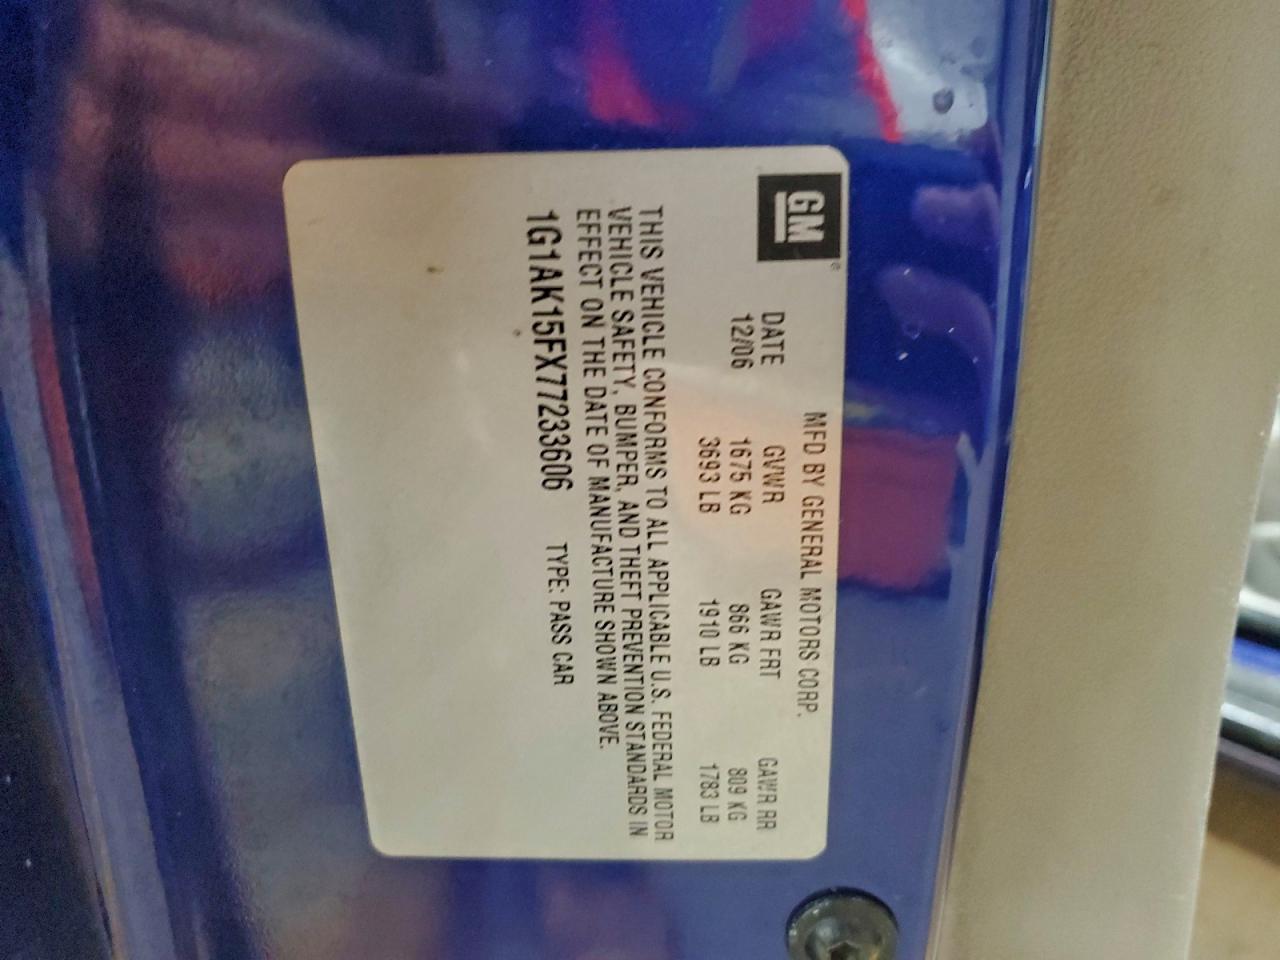 GM
MFD BY GENERAL MOTORS CORP.
DATE GVWR GAWR FRT GAWR RR
12/06 1675 KG 866 KG 809 KG
3693 LB 1910 LB 1783 LB
THIS VEHICLE CONFORMS TO ALL APPLICABLE U.S. FEDERAL MOTOR
VEHICLE SAFETY, BUMPER, AND THEFT PREVENTION STANDARDS IN
EFFECT ON THE DATE OF MANUFACTURE SHOWN ABOVE.
1G1AK15FX77233606 TYPE: PASS CAR